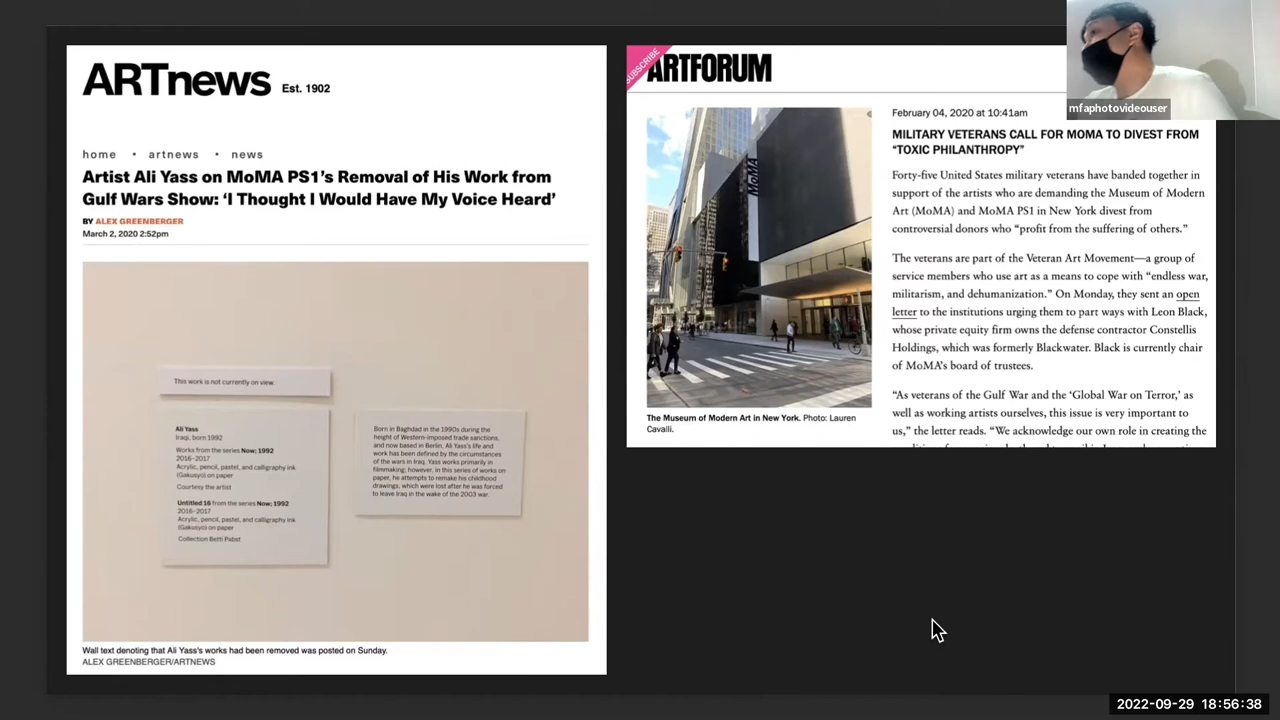 ARTnews Est. 1902
home • artnews • news
Artist Ali Yass on MoMA PS1's Removal of His Work from
Gulf Wars Show: 'I Thought I Would Have My Voice Heard'
BY ALEX GREENBERGER
March 2, 2020 2:52pm
This work is not currently on view.
Ali Yass
Iraqi, born 1992
Works from the series Now; 1992
2016–2017
Acrylic, pencil, pastel, and calligraphy ink
(Gakusyo) on paper
Courtesy the artist
Untitled 16 from the series Now; 1992
2016–2017
Acrylic, pencil, pastel, and calligraphy ink
(Gakusyo) on paper
Collection Betti Pabst
Born in Baghdad in the 1990s during the
height of Western-imposed trade sanctions,
and now based in Berlin, Ali Yass's life and
work has been defined by the circumstances
of the wars in Iraq. Yass works primarily in
filmmaking; however, in this series of works on
paper, he attempts to remake his childhood
drawings, which were lost after he was forced
to leave Iraq in the wake of the 2003 war.
Wall text denoting that Ali Yass's works had been removed was posted on Sunday.
ALEX GREENBERGER/ARTNEWS
SUBSCRIBE
ARTFORUM
MoMA
The Museum of Modern Art in New York. Photo: Lauren
Cavalli.
February 04, 2020 at 10:41am
MILITARY VETERANS CALL FOR MOMA TO DIVEST FROM
"TOXIC PHILANTHROPY"
Forty-five United States military veterans have banded together in
support of the artists who are demanding the Museum of Modern
Art (MoMA) and MoMA PS1 in New York divest from
controversial donors who "profit from the suffering of others."
The veterans are part of the Veteran Art Movement—a group of
service members who use art as a means to cope with "endless war,
militarism, and dehumanization." On Monday, they sent an open
letter to the institutions urging them to part ways with Leon Black,
whose private equity firm owns the defense contractor Constellis
Holdings, which was formerly Blackwater. Black is currently chair
of MoMA's board of trustees.
"As veterans of the Gulf War and the 'Global War on Terror,' as
well as working artists ourselves, this issue is very important to
us," the letter reads. "We acknowledge our own role in creating the
mfaphotovideouser
2022-09-29 18:56:38